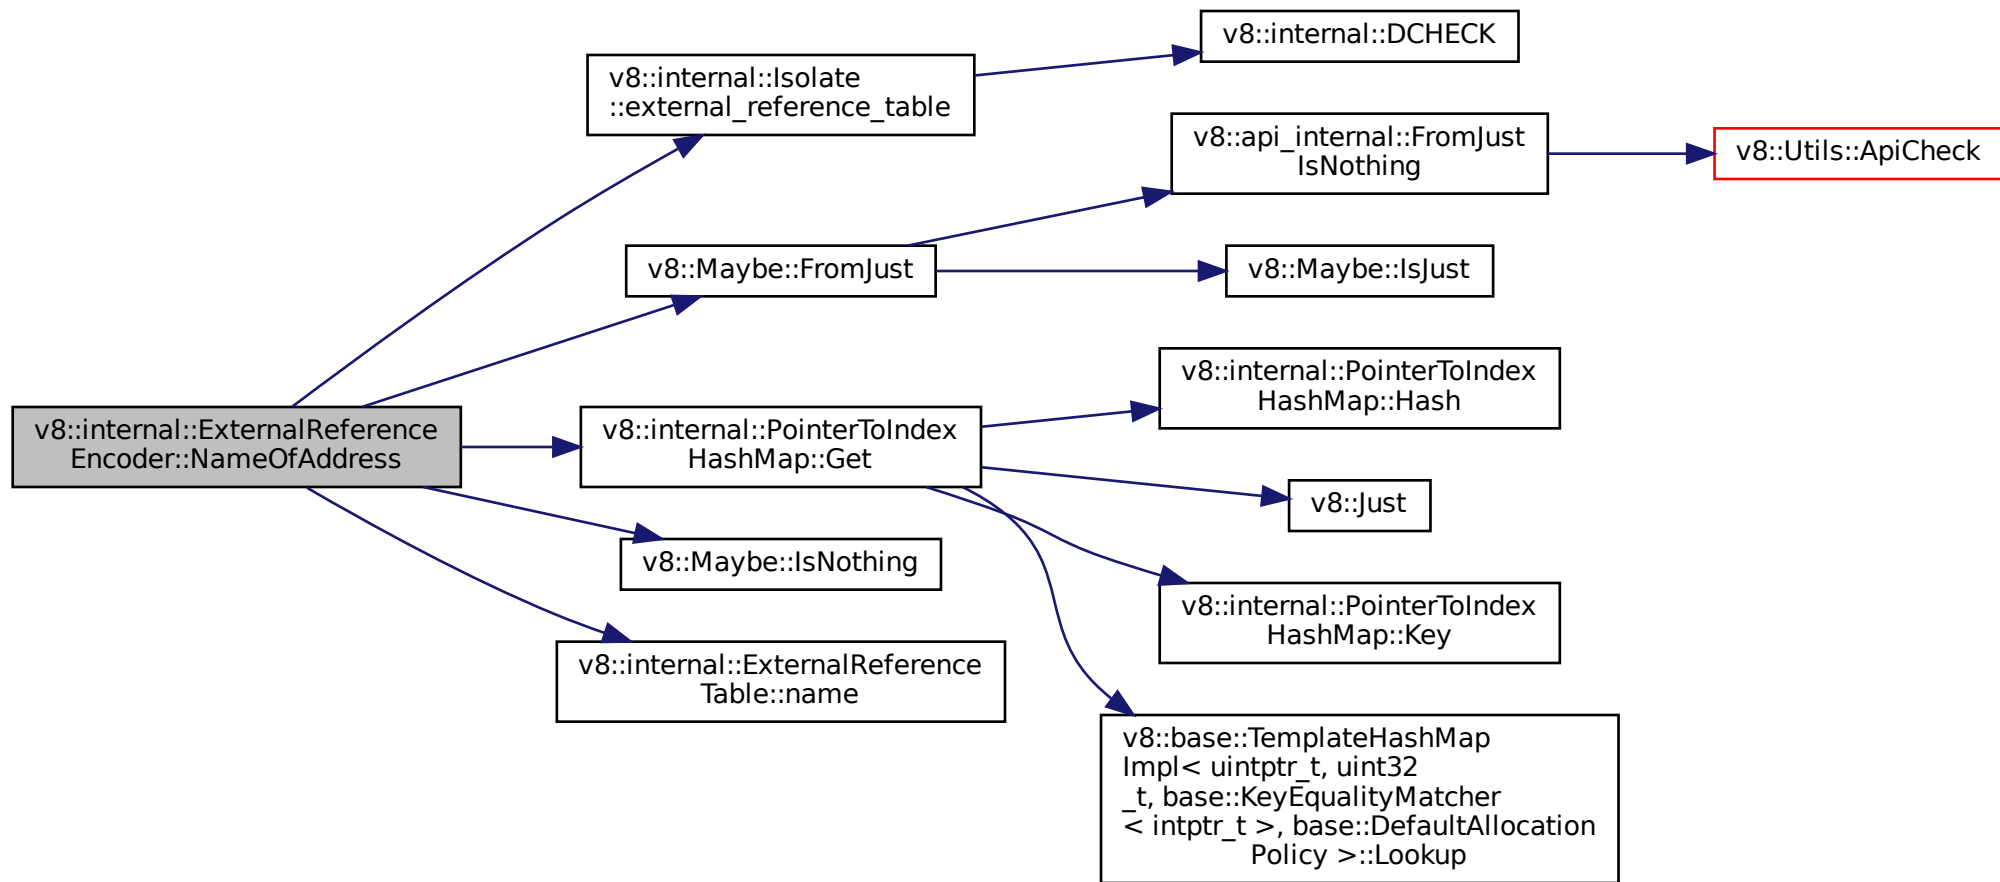 v8::internal::DCHECK
v8::internal::Isolate
::external_reference_table
v8::api_internal::FromJust
IsNothing
v8::Utils::ApiCheck
v8::Maybe::FromJust
v8::Maybe::IsJust
v8::internal::PointerToIndex
HashMap::Hash
v8::internal::ExternalReference
Encoder::NameOfAddress
v8::internal::PointerToIndex
HashMap::Get
v8::Just
v8::Maybe::IsNothing
v8::internal::PointerToIndex
HashMap::Key
v8::internal::ExternalReference
Table::name
v8::base::TemplateHashMap
Impl< uintptr_t, uint32
_t, base::KeyEqualityMatcher
< intptr_t >, base::DefaultAllocation
Policy >::Lookup